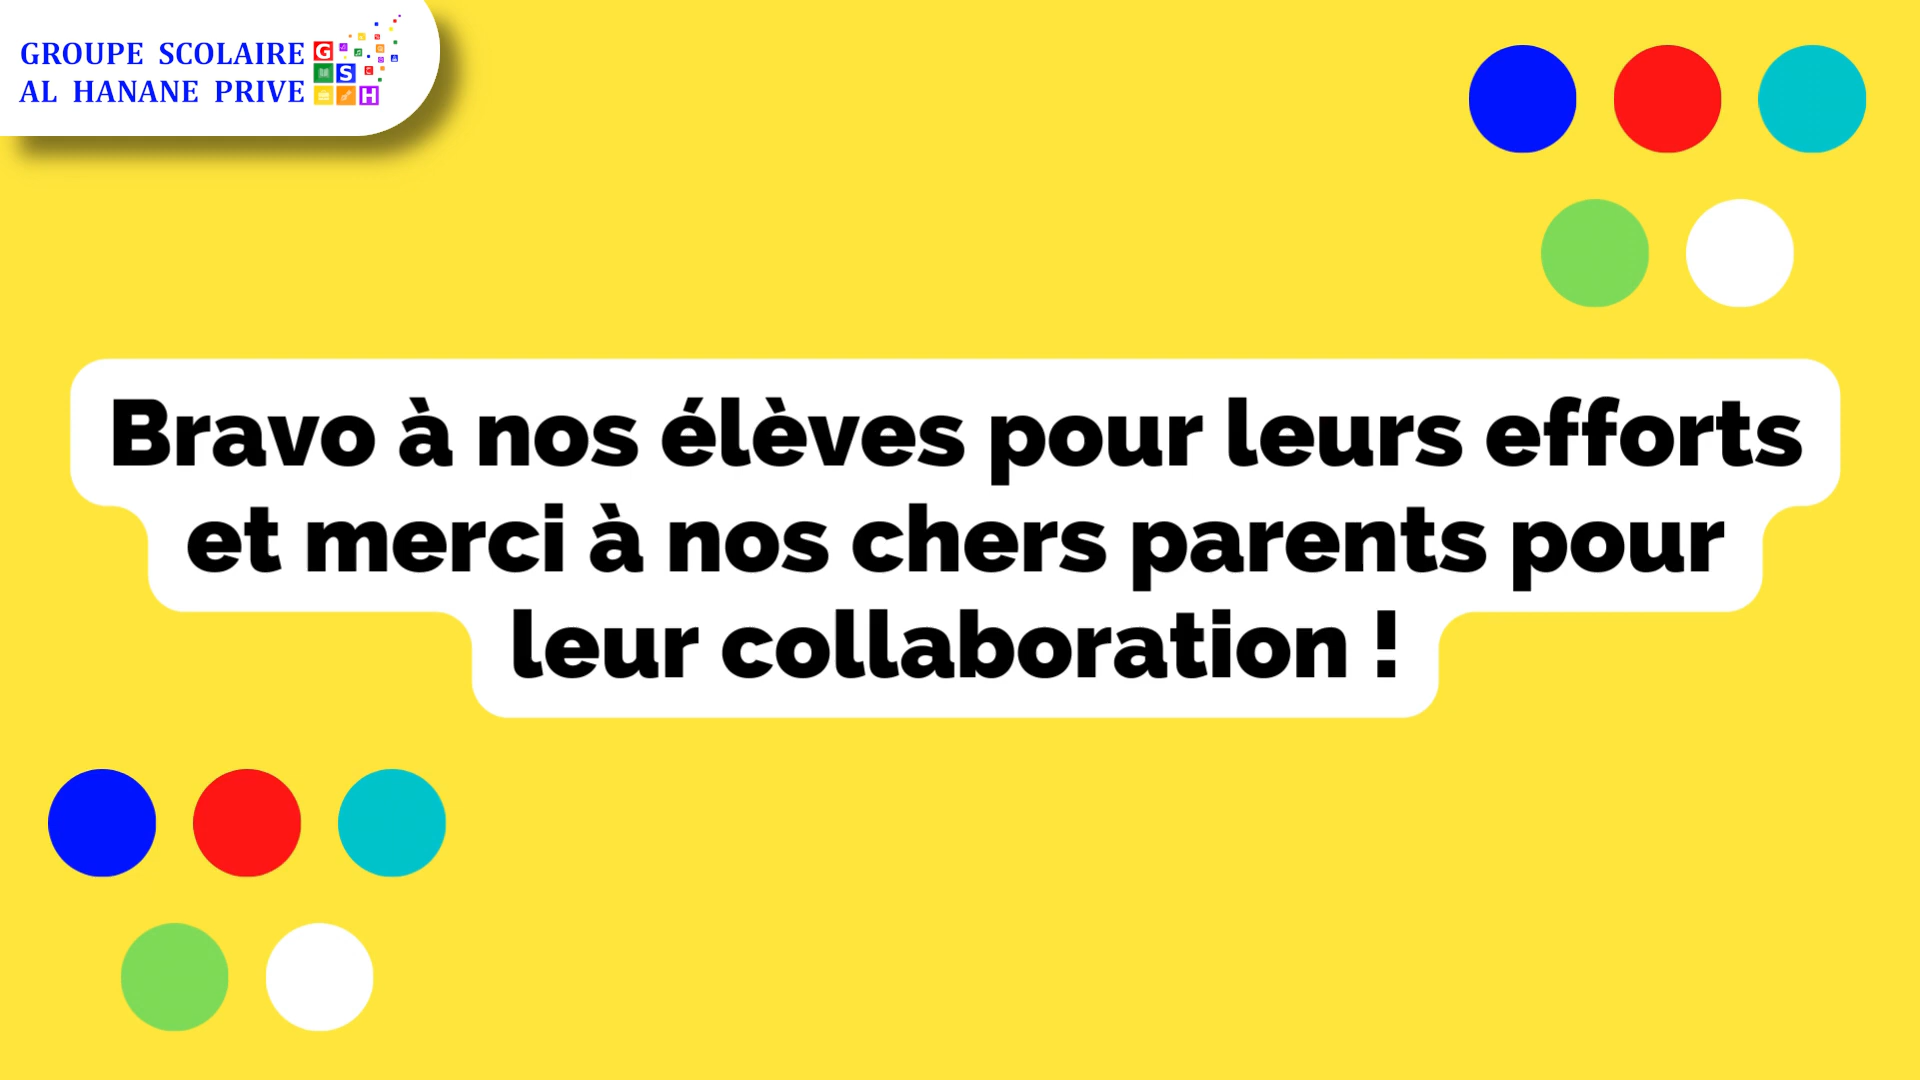 GROUPE SCOLAIRE
AL HANANE PRIVE
G
S
H
Bravo à nos élèves pour leurs efforts
et merci à nos chers parents pour
leur collaboration !